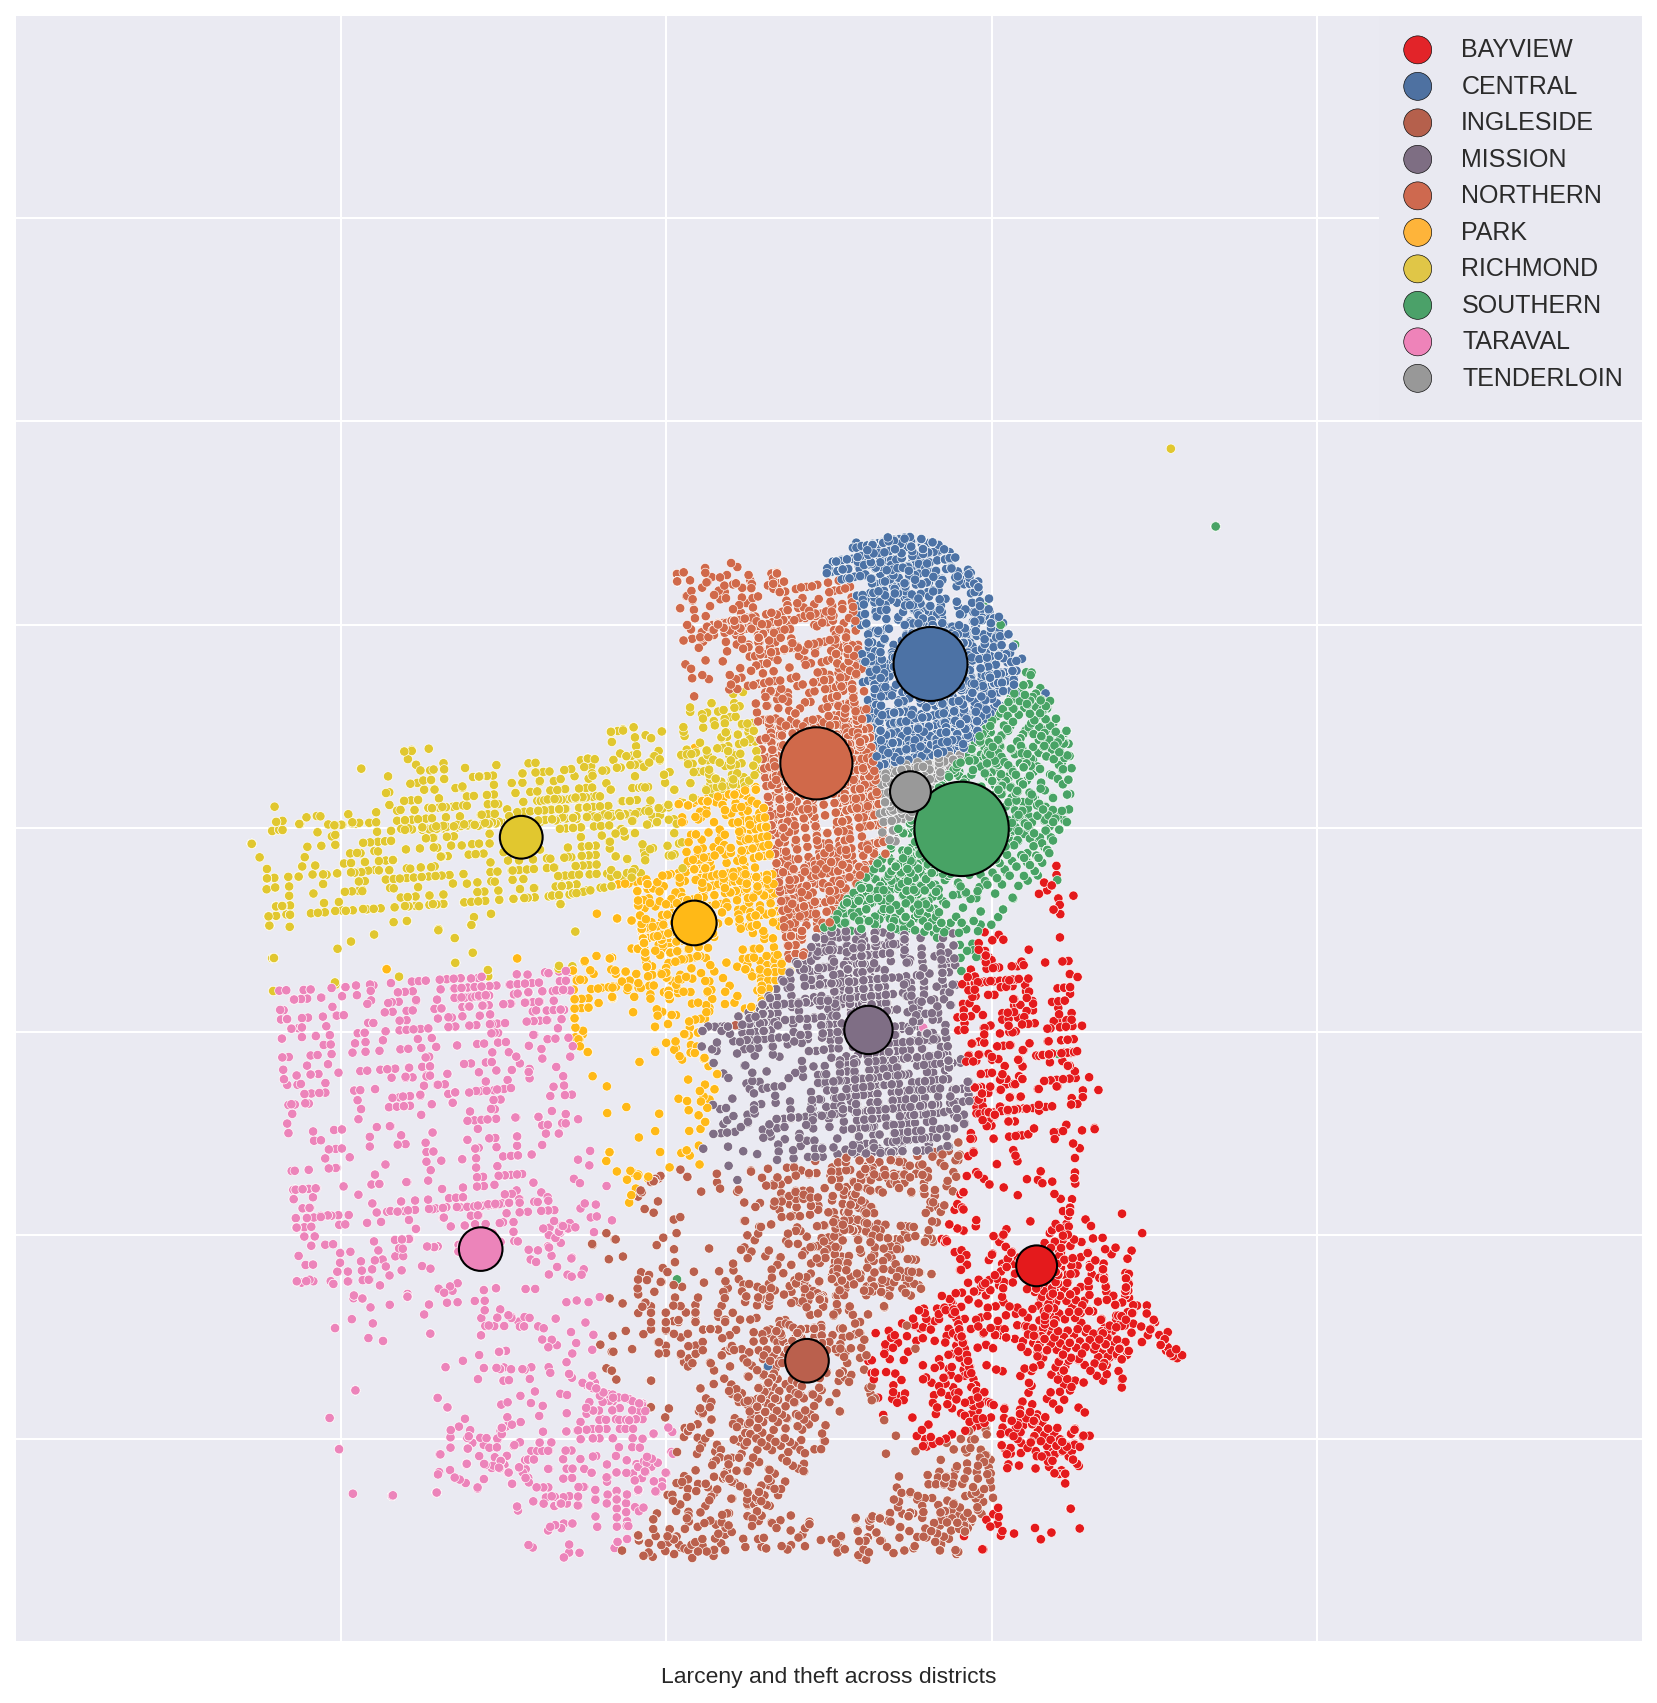 BAYVIEW
CENTRAL
INGLESIDE
MISSION
NORTHERN
PARK
RICHMOND
SOUTHERN
TARAVAL
TENDERLOIN
Larceny and theft across districts